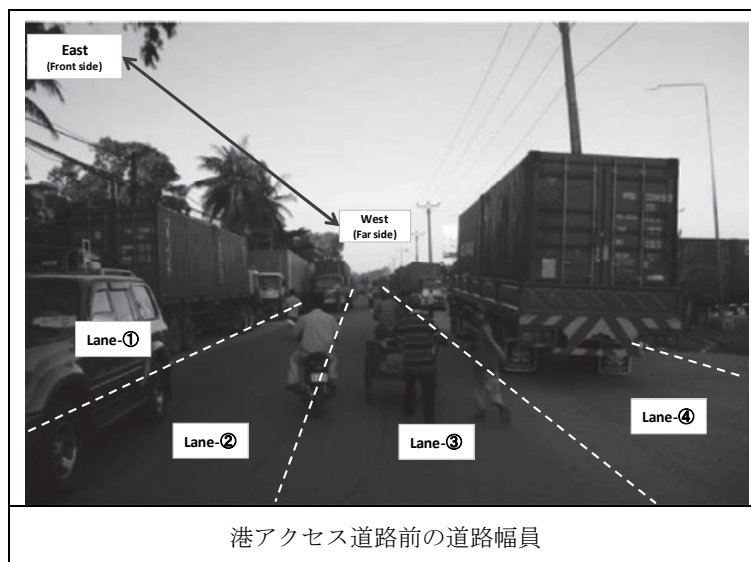 East
(Front side)
West
(Far side)
Lane-①
Lane-②
Lane-③
Lane-④
港アクセス道路前の道路幅員